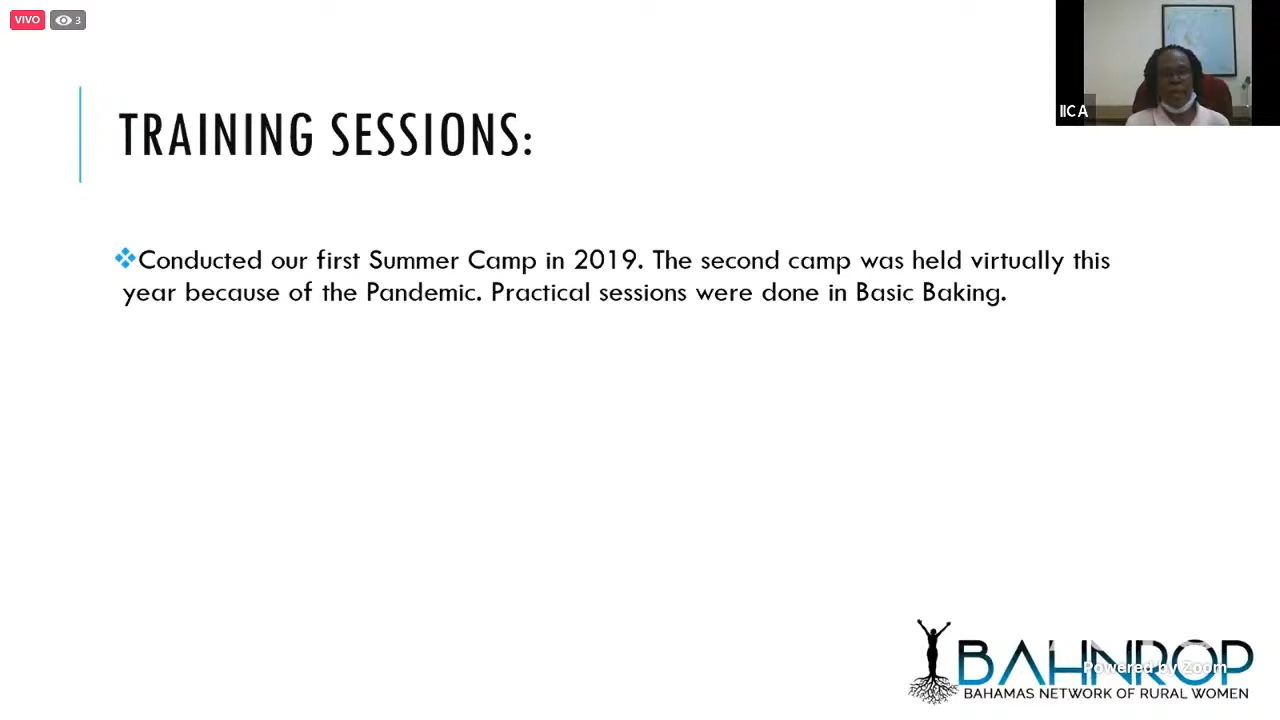 VIVO
3
IICA
TRAINING SESSIONS:
Conducted our first Summer Camp in 2019. The second camp was held virtually this
year because of the Pandemic. Practical sessions were done in Basic Baking.
BAHNROP
Powered by Zoom
BAHAMAS NETWORK OF RURAL WOMEN